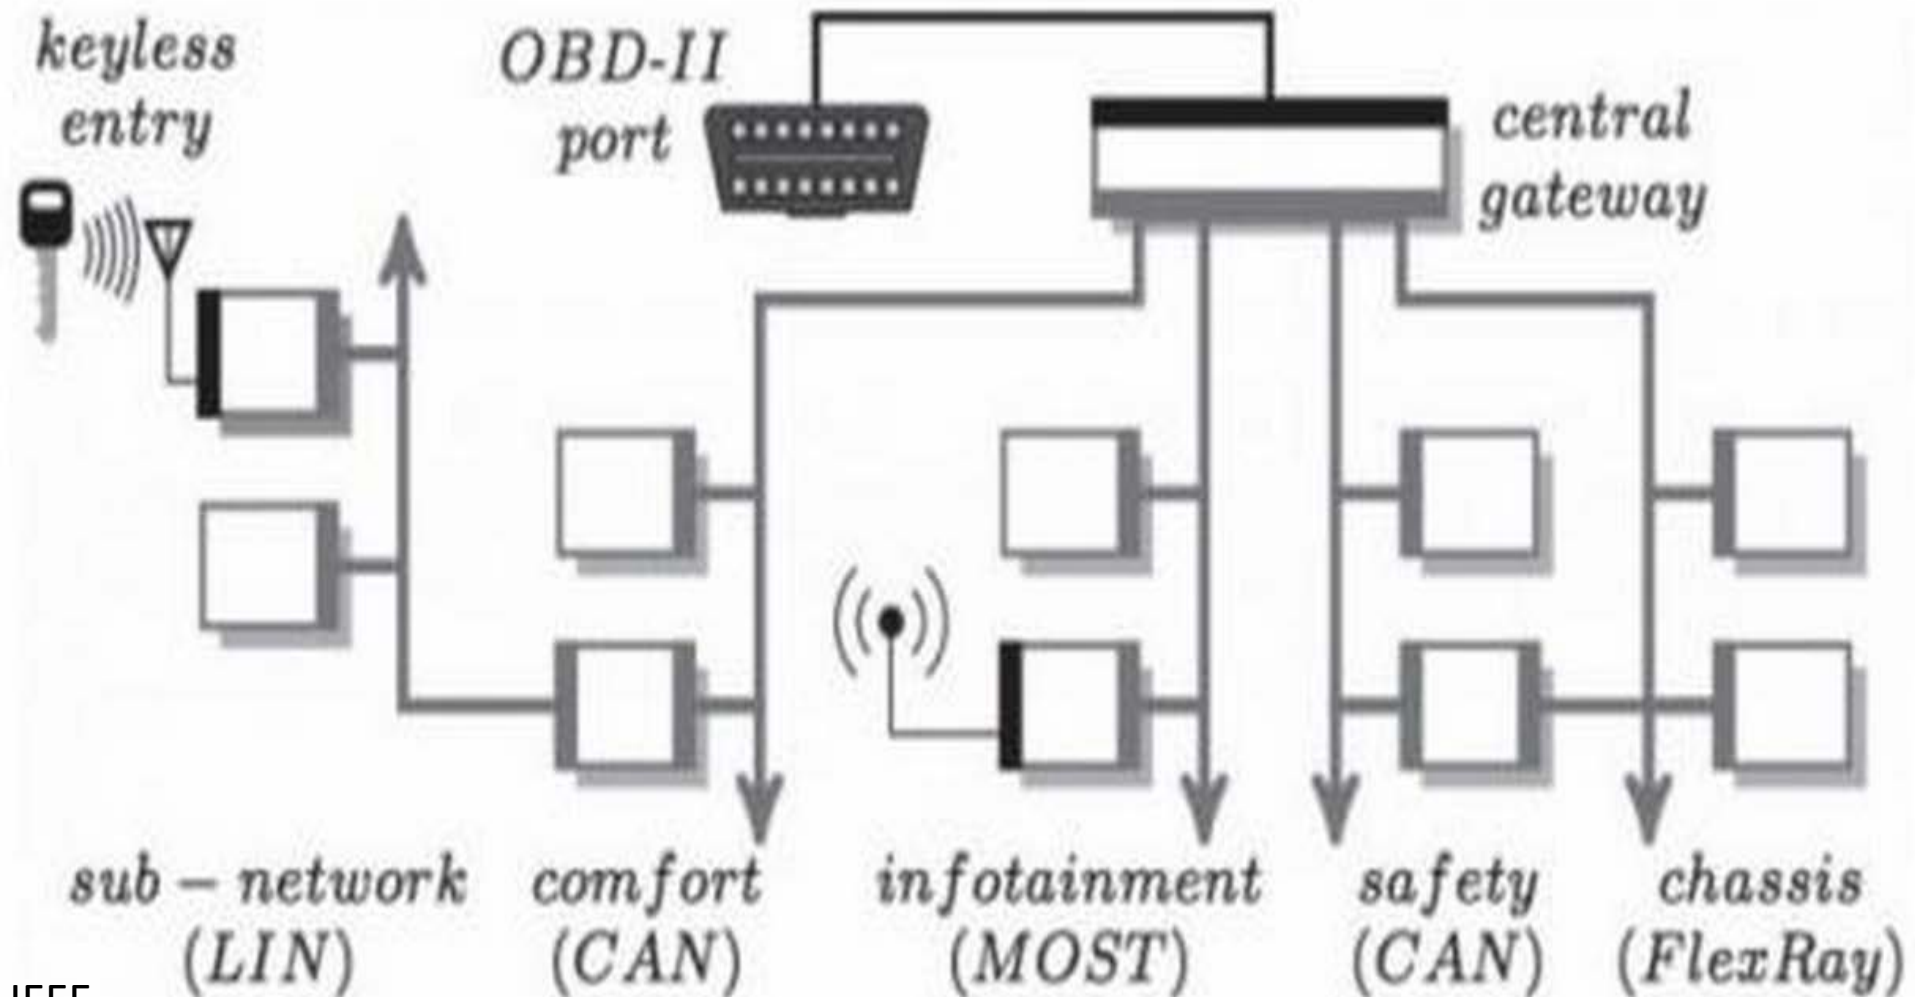 keyless
entry
OBD-II
port
central
gateway
sub – network
(LIN)
comfort
(CAN)
infotainment
(MOST)
safety
(CAN)
chassis
(FlexRay)